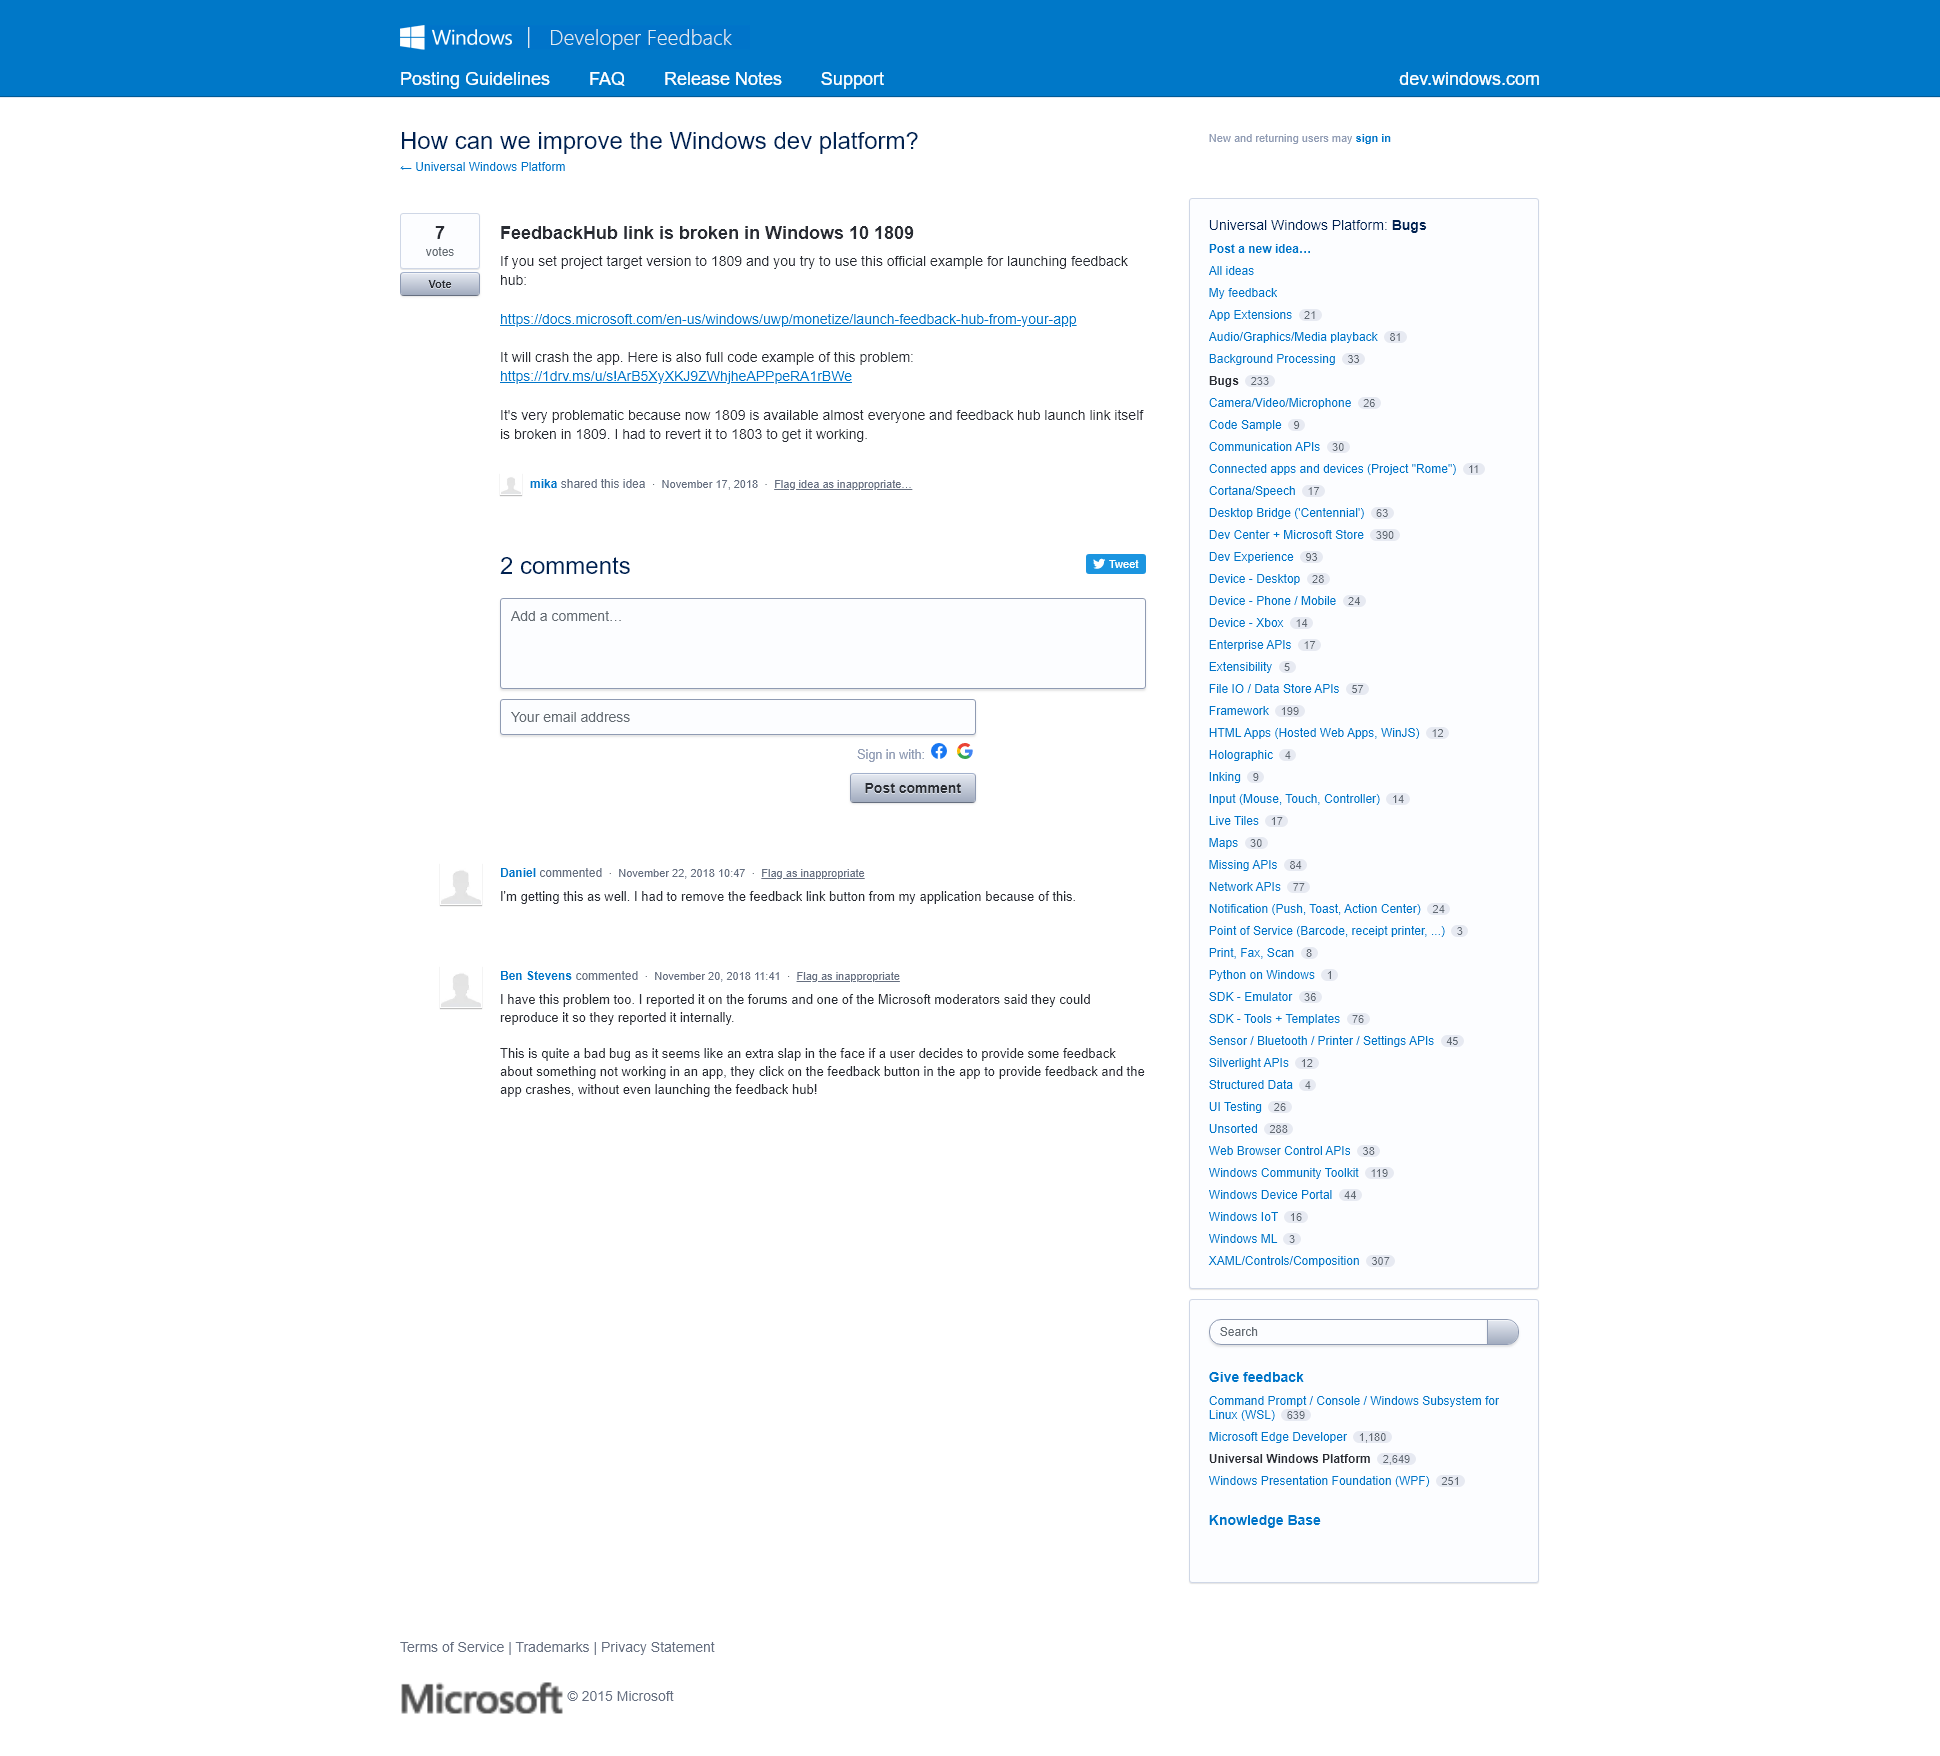 Windows | Developer Feedback
Posting Guidelines FAQ Release Notes Support dev.windows.com
How can we improve the Windows dev platform?
← Universal Windows Platform
New and returning users may sign in
7
votes
Vote
FeedbackHub link is broken in Windows 10 1809
If you set project target version to 1809 and you try to use this official example for launching feedback
hub:
https://docs.microsoft.com/en-us/windows/uwp/monetize/launch-feedback-hub-from-your-app
It will crash the app. Here is also full code example of this problem:
https://1drv.ms/u/s!ArB5XyXKJ9ZWhjheAPPpeRA1rBWe
It's very problematic because now 1809 is available almost everyone and feedback hub launch link itself
is broken in 1809. I had to revert it to 1803 to get it working.
mika shared this idea · November 17, 2018 · Flag idea as inappropriate…
2 comments
Tweet
Add a comment…
Your email address
Sign in with:
Post comment
Daniel commented · November 22, 2018 10:47 · Flag as inappropriate
I'm getting this as well. I had to remove the feedback link button from my application because of this.
Ben Stevens commented · November 20, 2018 11:41 · Flag as inappropriate
I have this problem too. I reported it on the forums and one of the Microsoft moderators said they could
reproduce it so they reported it internally.
This is quite a bad bug as it seems like an extra slap in the face if a user decides to provide some feedback
about something not working in an app, they click on the feedback button in the app to provide feedback and the
app crashes, without even launching the feedback hub!
Universal Windows Platform: Bugs
Post a new idea…
All ideas
My feedback
App Extensions 21
Audio/Graphics/Media playback 81
Background Processing 33
Bugs 233
Camera/Video/Microphone 26
Code Sample 9
Communication APIs 30
Connected apps and devices (Project "Rome") 11
Cortana/Speech 17
Desktop Bridge ('Centennial') 63
Dev Center + Microsoft Store 390
Dev Experience 93
Device - Desktop 28
Device - Phone / Mobile 24
Device - Xbox 14
Enterprise APIs 17
Extensibility 5
File IO / Data Store APIs 57
Framework 199
HTML Apps (Hosted Web Apps, WinJS) 12
Holographic 4
Inking 9
Input (Mouse, Touch, Controller) 14
Live Tiles 17
Maps 30
Missing APIs 84
Network APIs 77
Notification (Push, Toast, Action Center) 24
Point of Service (Barcode, receipt printer, ...) 3
Print, Fax, Scan 8
Python on Windows 1
SDK - Emulator 36
SDK - Tools + Templates 76
Sensor / Bluetooth / Printer / Settings APIs 45
Silverlight APIs 12
Structured Data 4
UI Testing 26
Unsorted 288
Web Browser Control APIs 38
Windows Community Toolkit 119
Windows Device Portal 44
Windows IoT 16
Windows ML 3
XAML/Controls/Composition 307
Search
Give feedback
Command Prompt / Console / Windows Subsystem for
Linux (WSL) 639
Microsoft Edge Developer 1,180
Universal Windows Platform 2,649
Windows Presentation Foundation (WPF) 251
Knowledge Base
Terms of Service | Trademarks | Privacy Statement
Microsoft © 2015 Microsoft